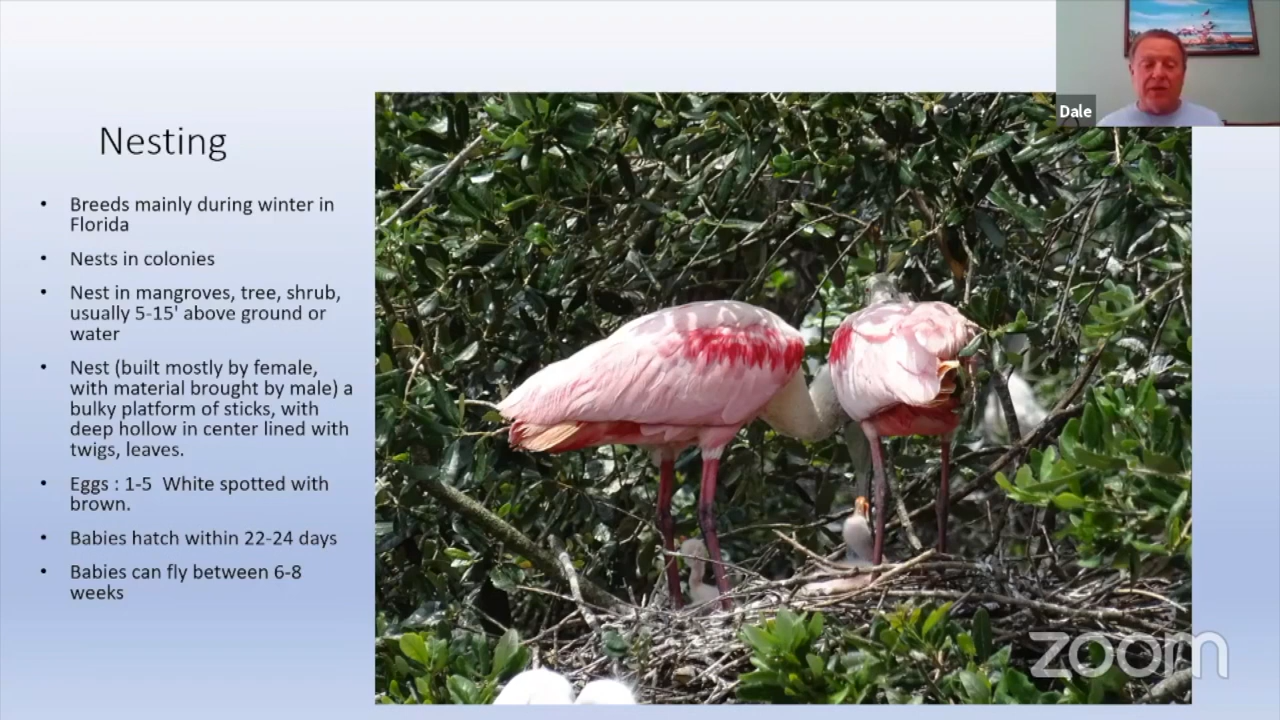 Dale
Nesting
• Breeds mainly during winter in
Florida
• Nests in colonies
• Nest in mangroves, tree, shrub,
usually 5-15' above ground or
water
• Nest (built mostly by female,
with material brought by male) a
bulky platform of sticks, with
deep hollow in center lined with
twigs, leaves.
• Eggs : 1-5 White spotted with
brown.
• Babies hatch within 22-24 days
• Babies can fly between 6-8
weeks
zoom